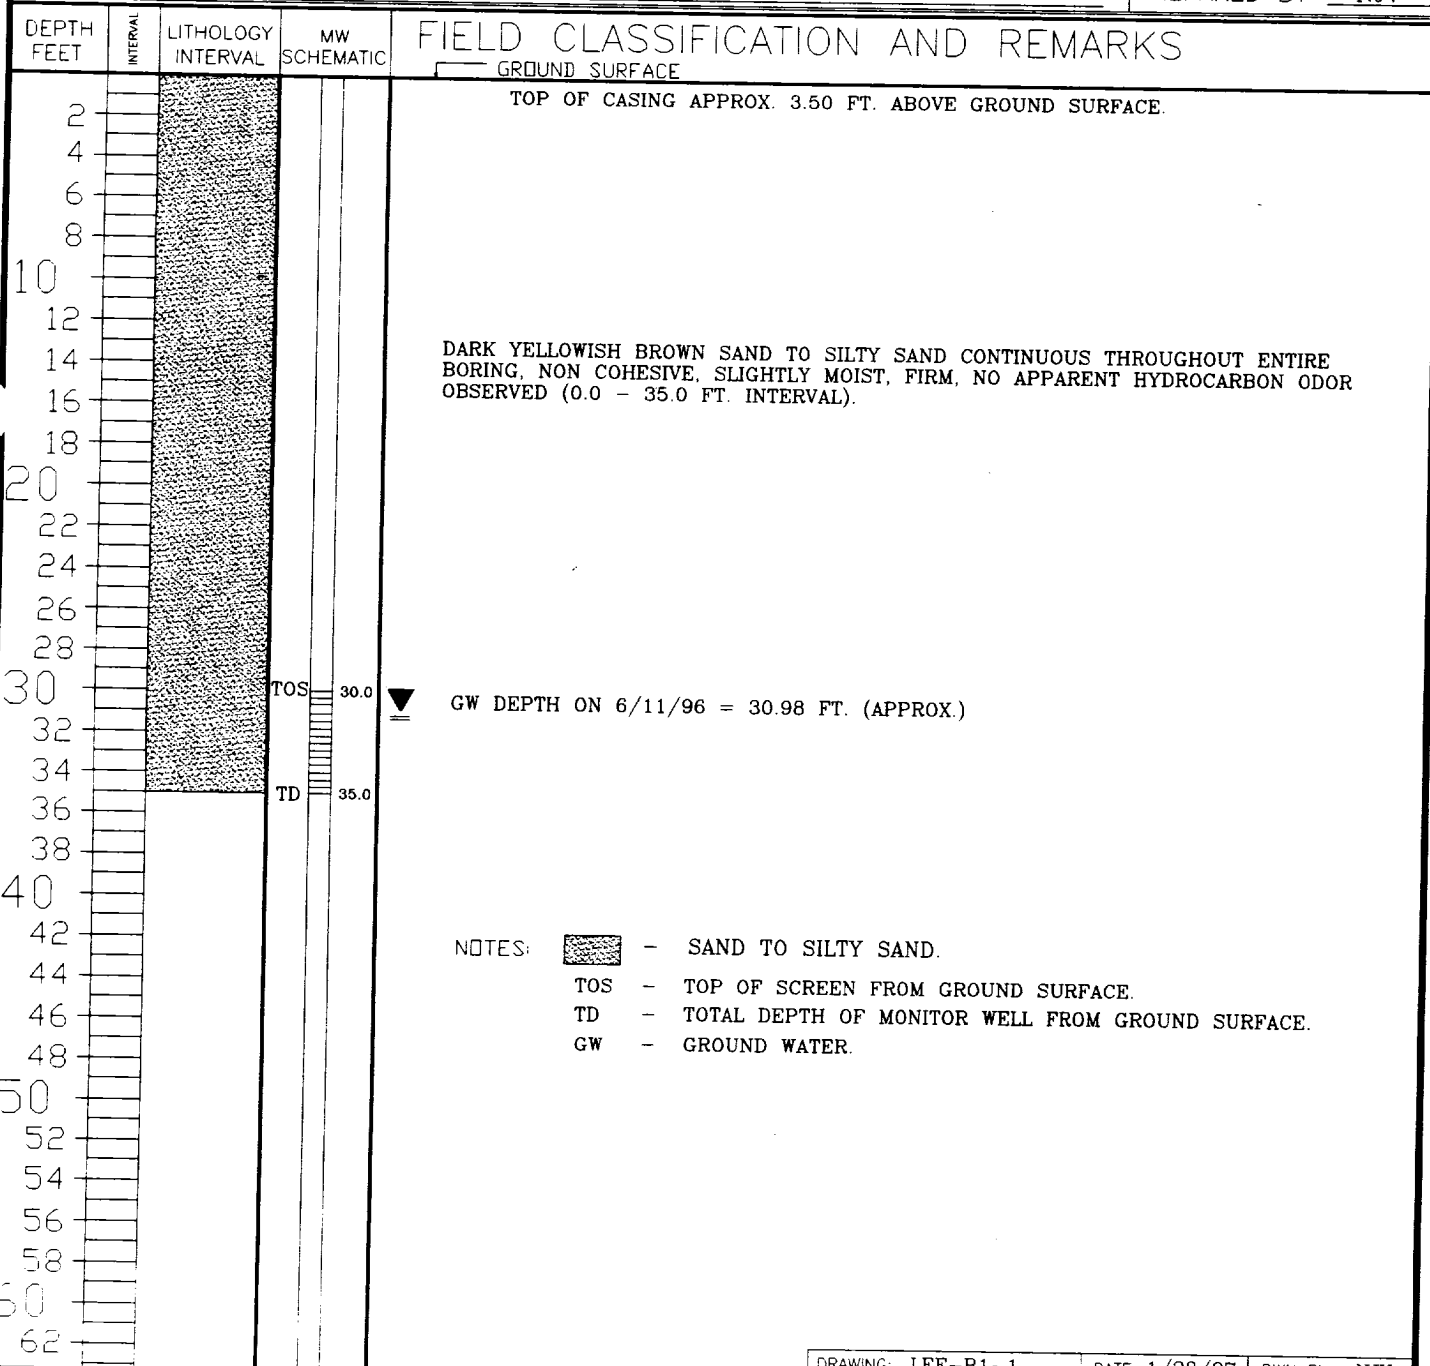 DEPTH FEET
INTERVAL
LITHOLOGY INTERVAL
MW SCHEMATIC
FIELD CLASSIFICATION AND REMARKS
GROUND SURFACE
TOP OF CASING APPROX. 3.50 FT. ABOVE GROUND SURFACE.
2
4
6
8
10
12
14
16
18
20
22
24
26
28
30
32
34
36
38
40
42
44
46
48
50
52
54
56
58
60
62
DARK YELLOWISH BROWN SAND TO SILTY SAND CONTINUOUS THROUGHOUT ENTIRE
BORING, NON COHESIVE, SLIGHTLY MOIST, FIRM, NO APPARENT HYDROCARBON ODOR
OBSERVED (0.0 – 35.0 FT. INTERVAL).
TOS 30.0
GW DEPTH ON 6/11/96 = 30.98 FT. (APPROX.)
TD 35.0
NOTES: – SAND TO SILTY SAND.
TOS – TOP OF SCREEN FROM GROUND SURFACE.
TD – TOTAL DEPTH OF MONITOR WELL FROM GROUND SURFACE.
GW – GROUND WATER.
DRAWING:
DATE: